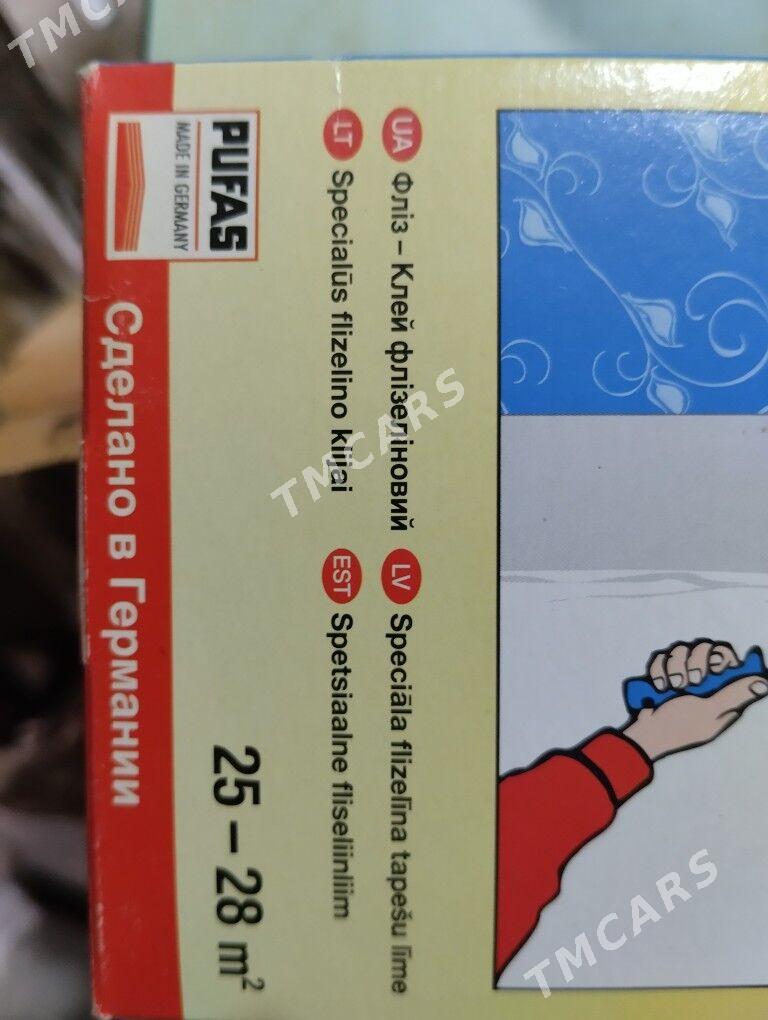 UA Фліз – Клей флізеліновий
LV Speciāla flizelīna tapešu līme
LT Specialūs flizelino klijai
EST Spetsiaalne fliseliinliim
PUFAS
MADE IN GERMANY
25 – 28 m²
Сделано в Германии
TMCARS
TMCARS
TMCARS
TMCARS